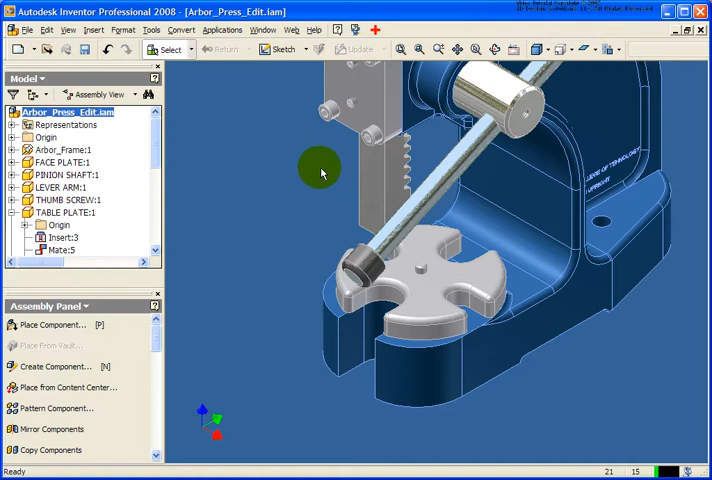 Autodesk Inventor Professional 2008 - [Arbor_Press_Edit.iam]
File Edit View Insert Format Tools Convert Applications Window Web Help
Select Return Sketch Update
Model
Assembly View
Arbor_Press_Edit.iam
Representations
Origin
Arbor_Frame:1
FACE PLATE:1
PINION SHAFT:1
LEVER ARM:1
THUMB SCREW:1
TABLE PLATE:1
Origin
Insert:3
Mate:5
Assembly Panel
Place Component... [P]
Place From Vault...
Create Component... [N]
Place from Content Center...
Pattern Component...
Mirror Components
Copy Components
Ready 21 15